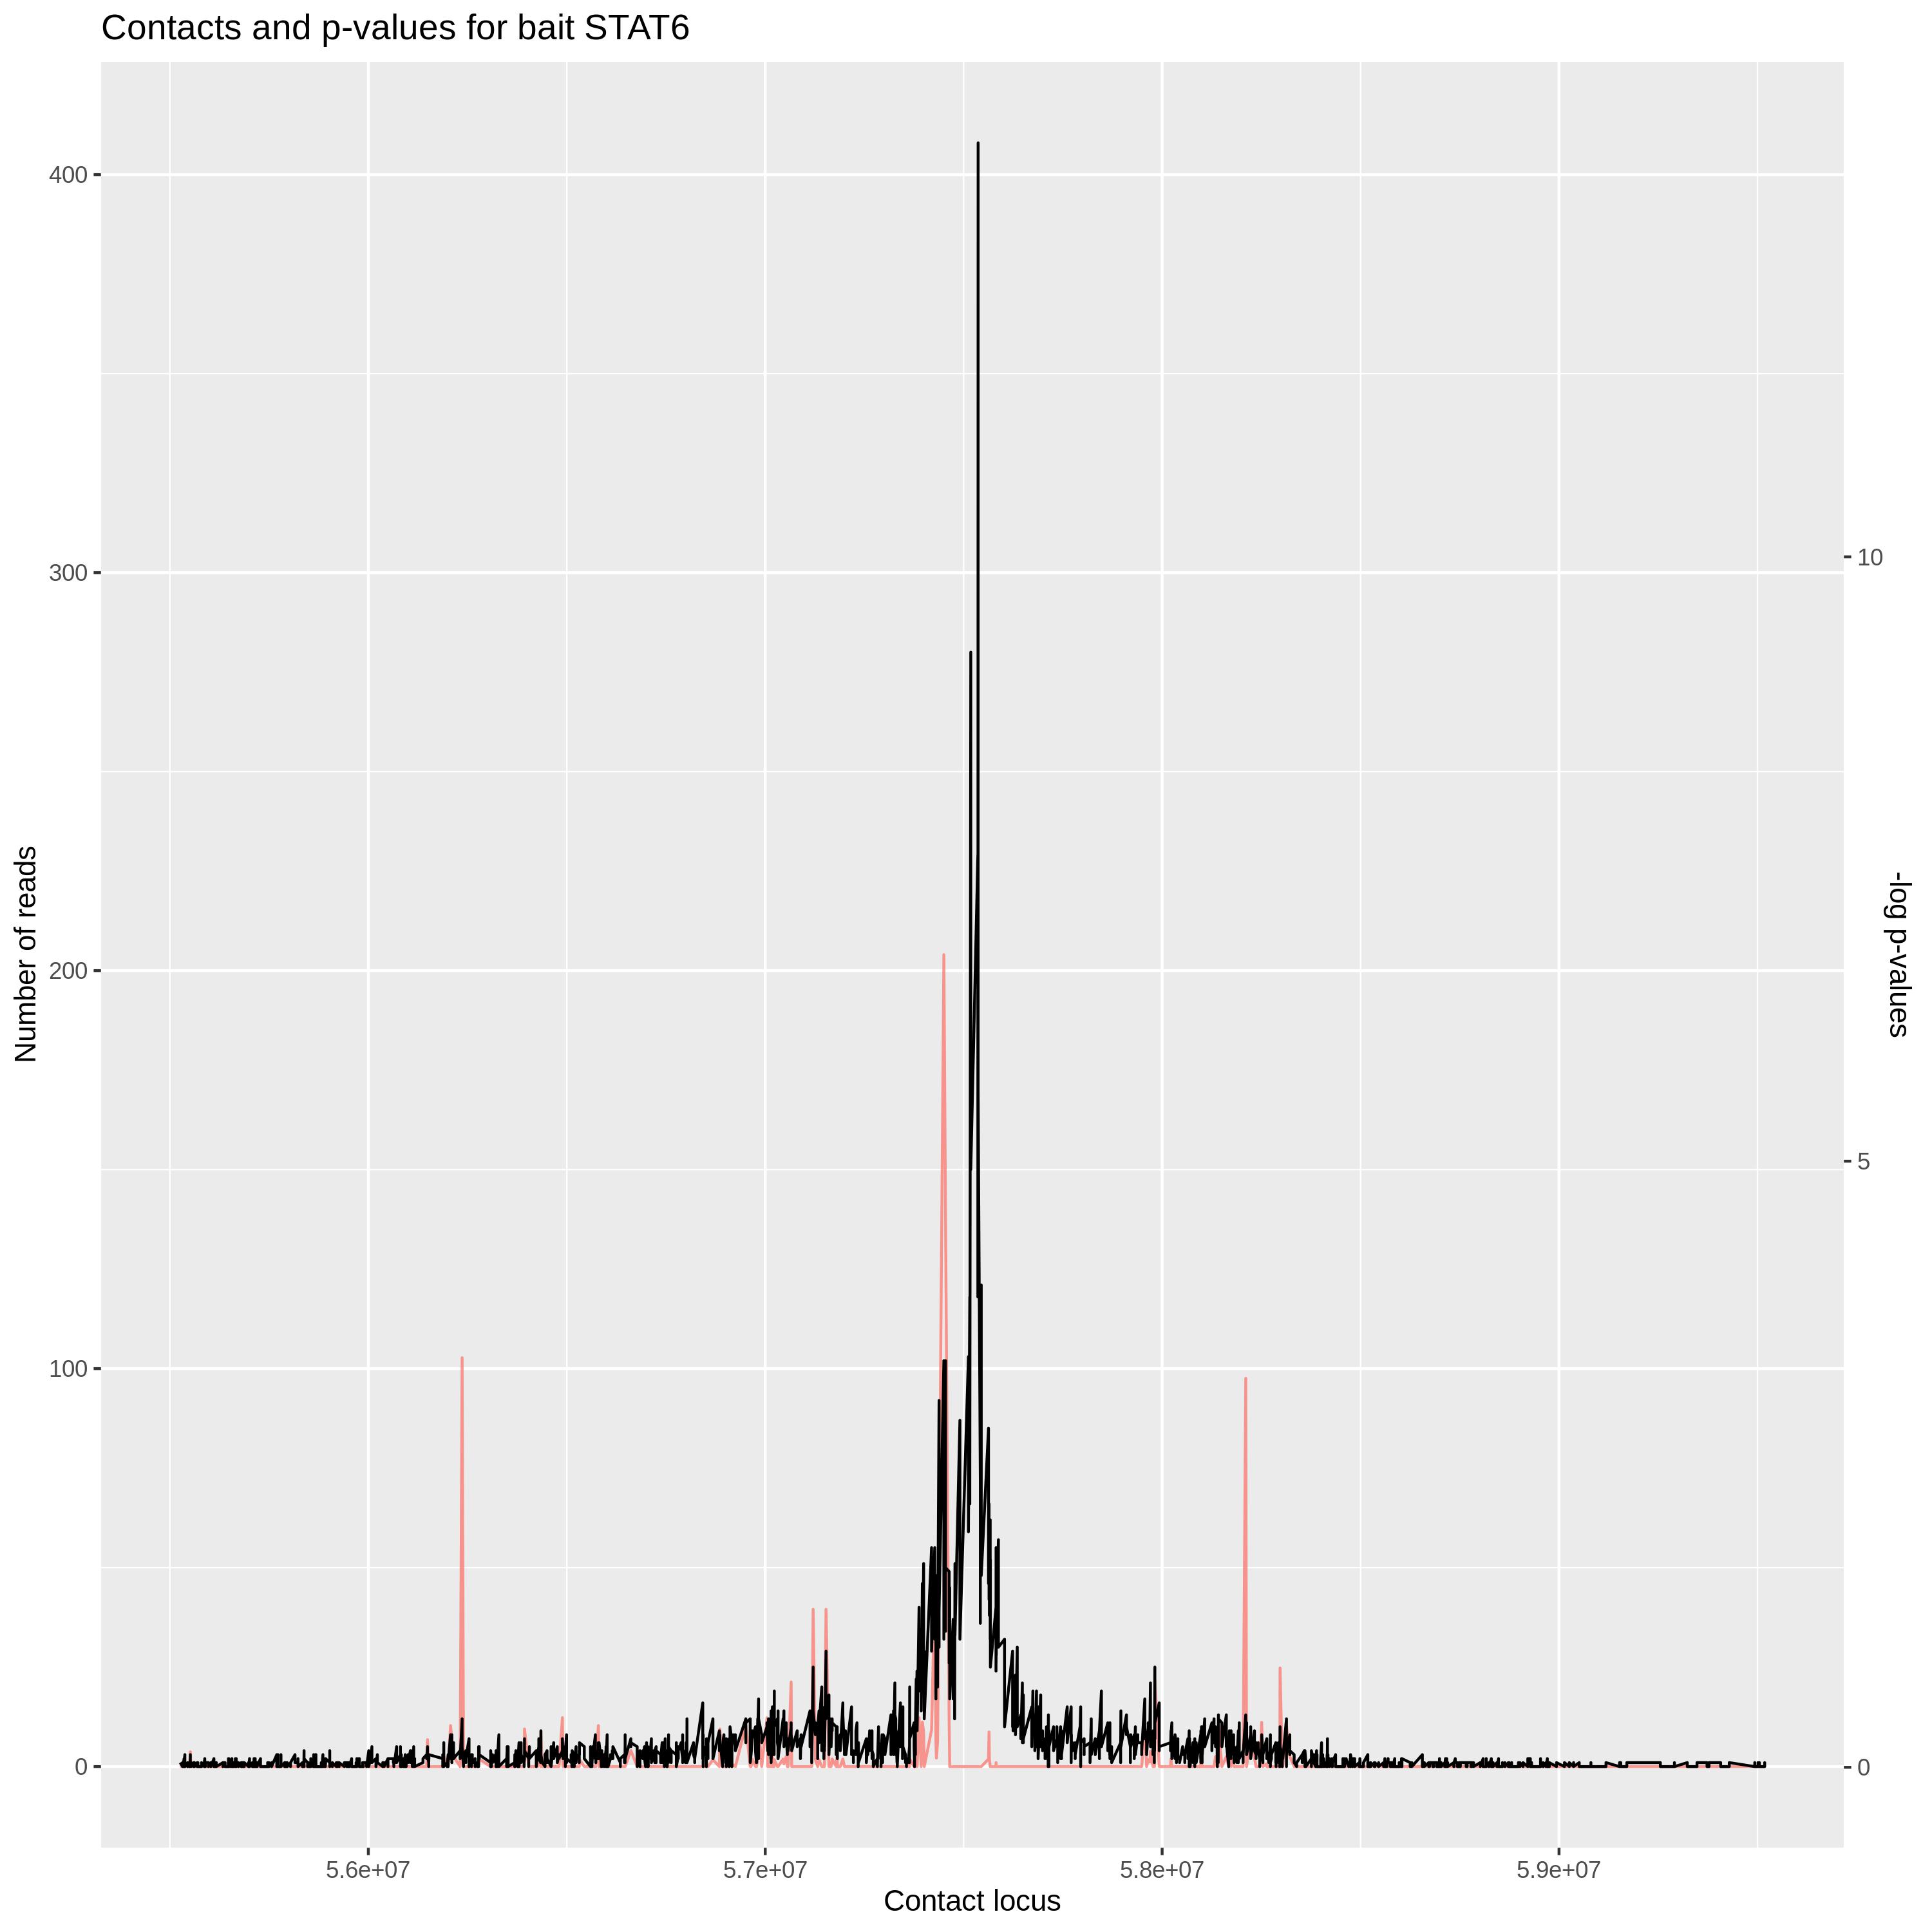 Contacts and p-values for bait STAT6
400
300
200
100
0
Number of reads
10
5
0
-log p-values
5.6e+07
5.7e+07
5.8e+07
5.9e+07
Contact locus